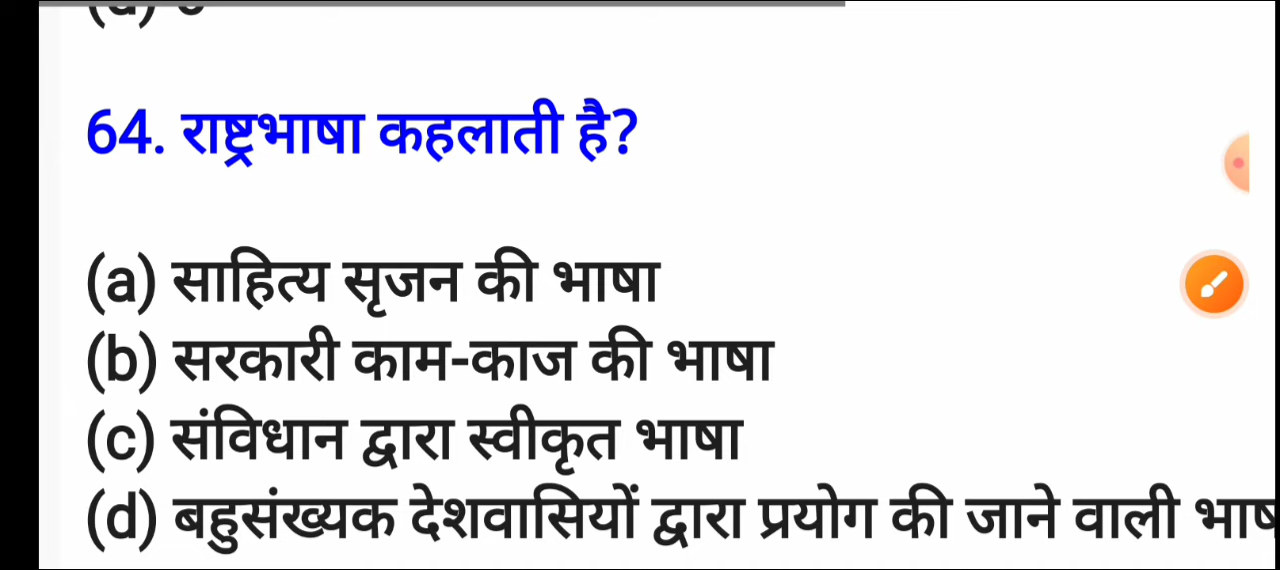 64. राष्ट्रभाषा कहलाती है?
(a) साहित्य सृजन की भाषा
(b) सरकारी काम-काज की भाषा
(c) संविधान द्वारा स्वीकृत भाषा
(d) बहुसंख्यक देशवासियों द्वारा प्रयोग की जाने वाली